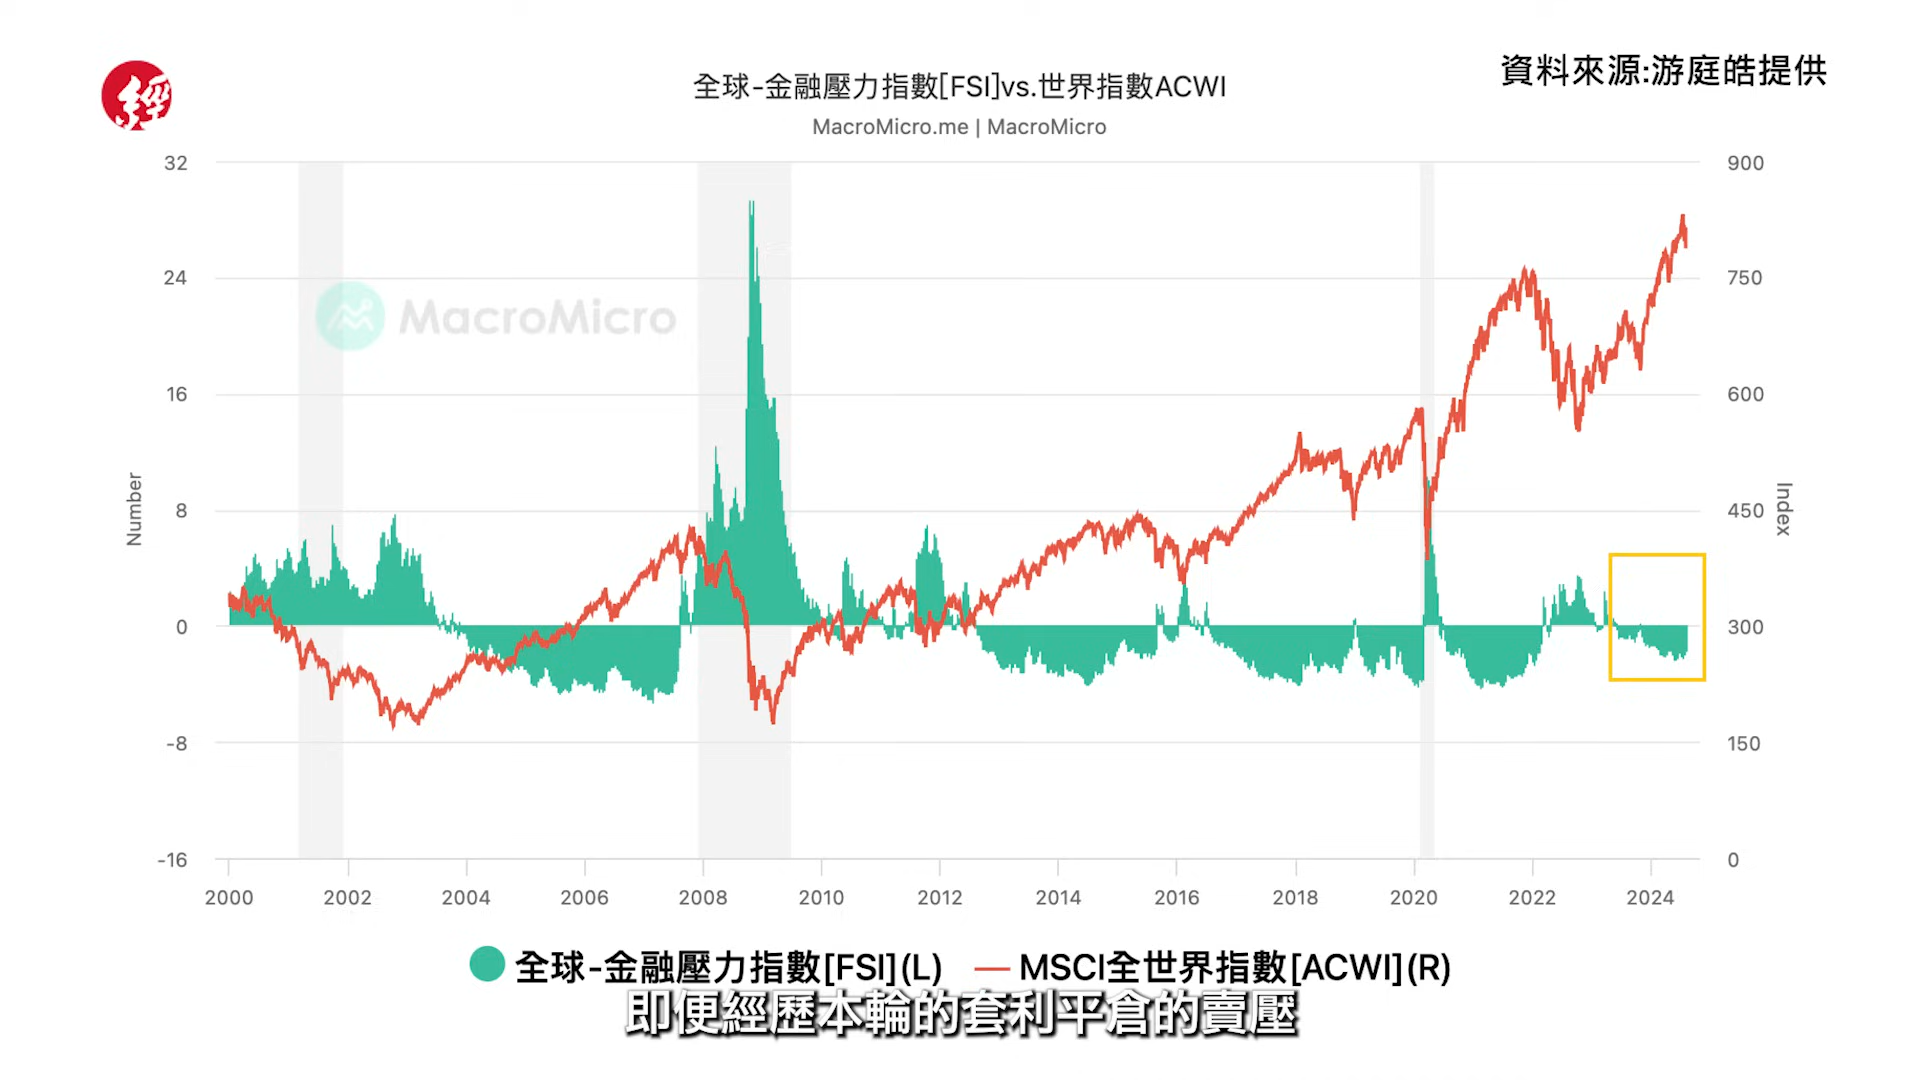 資料來源:游庭皓提供
經
全球-金融壓力指數[FSI]vs.世界指數ACWI
MacroMicro.me | MacroMicro
32
24
16
8
0
-8
-16
Number
900
750
600
450
300
150
0
Index
MacroMicro
2000 2002 2004 2006 2008 2010 2012 2014 2016 2018 2020 2022 2024
全球-金融壓力指數[FSI](L) MSCI全世界指數[ACWI](R)
即便經歷本輪的套利平倉的賣壓